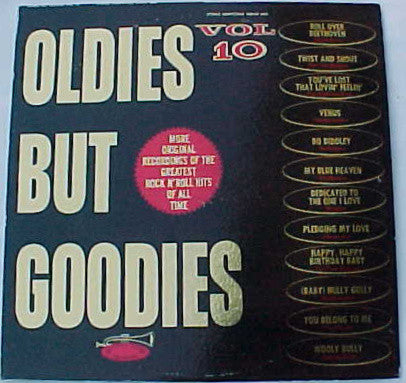 OLDIES
BUT
GOODIES
VOL
10
MORE
ORIGINAL
RECORDINGS OF THE
GREATEST
ROCK N' ROLL HITS
OF ALL
TIME
ROLL OVER
BEETHOVEN
TWIST AND SHOUT
YOU'VE LOST
THAT LOVIN' FEELIN'
VENUS
BO DIDDLEY
MY BLUE HEAVEN
DEDICATED TO
THE ONE I LOVE
PLEDGING MY LOVE
HAPPY, HAPPY
BIRTHDAY BABY
(BABY) HULLY GULLY
YOU BELONG TO ME
WOOLY BULLY